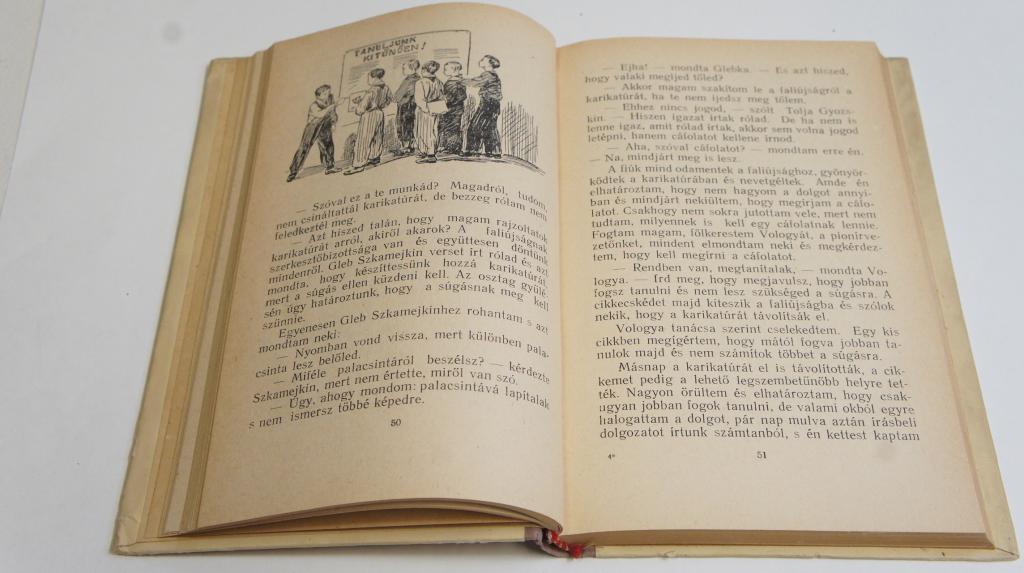 TANULJUNK
KITÜNŐEN!
— Szóval ez a te munkád? Magadról, tudom,
nem csináltattál karikatúrát, de bezzeg rólam nem
feledkeztél meg.
— Azt hiszed talán, hogy magam rajzoltatok
karikatúrát arról, akiről akarok? A faliújságnak
szerkesztőbizottsága van és együttesen döntünk
mindenről. Gleb Szkamejkin verset írt rólad és azt
mondta, hogy készíttessünk hozzá karikatúrát,
mert a súgás ellen küzdeni kell. Az osztag gyűlé-
sén úgy határoztunk, hogy a súgásnak meg kell
szünnie.
Egyenesen Gleb Szkamejkinhez rohantam s azt
mondtam neki:
— Nyomban vond vissza, mert különben pala-
csinta lesz belőled.
— Miféle palacsintáról beszélsz? — kérdezte
Szkamejkin, mert nem értette, miről van szó.
— Úgy, ahogy mondom: palacsintává lapítalak
s nem ismersz többé képedre.
50
— Ejha! — mondta Glebka. — És azt hiszed,
hogy valaki megijed tőled?
— Akkor magam szakítom le a faliújságról a
karikatúrát, ha te nem ijedsz meg tőlem.
— Ehhez nincs jogod, — szólt Tolja Gyozs-
kin. — Hiszen igazat írtak rólad. De ha nem is
lenne igaz, amit rólad írtak, akkor sem volna jogod
letépni, hanem cáfolatot kellene írnod.
— Aha, szóval cáfolatot? — mondtam erre én.
— Na, mindjárt meg is lesz.
A fiúk mind odamentek a faliújsághoz, gyönyör-
ködtek a karikatúrában és nevetgéltek. Ámde én
elhatároztam, hogy nem hagyom a dolgot annyi-
ban és mindjárt nekiültem, hogy megírjam a cáfo-
latot. Csakhogy nem sokra jutottam vele, mert nem
tudtam, milyennek is kell egy cáfolatnak lennie.
Fogtam magam, fölkerestem Vologyát, a pionírve-
zetőnket, mindent elmondtam neki és megkérdez-
tem, hogy kell megírni a cáfolatot.
— Rendben van, megtanítalak, — mondta Vo-
logya. — Írd meg, hogy megjavulsz, hogy jobban
fogsz tanulni és nem lesz szükséged a súgásra. A
cikkecskédet majd kiteszik a faliújságba és szólok
nekik, hogy a karikatúrát távolítsák el.
Vologya tanácsa szerint cselekedtem. Egy kis
cikkben megígértem, hogy mától fogva jobban ta-
nulok majd és nem számítok többet a súgásra.
Másnap a karikatúrát el is távolították, a cik-
kemet pedig a lehető legszembetűnőbb helyre tet-
ték. Nagyon örültem és elhatároztam, hogy csak-
ugyan jobban fogok tanulni, de valami okból egyre
halogattam a dolgot, pár nap mulva aztán írásbeli
dolgozatot írtunk számtanból, s én kettest kaptam
4*
51